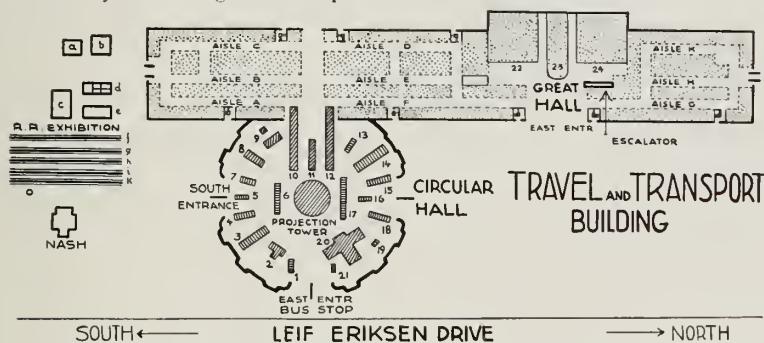 a b
c d
e
R.R. EXHIBITION
f
g
h
i
k
NASH
AISLE C AISLE D
AISLE B AISLE E
AISLE A AISLE F
22 23 24
GREAT
HALL
EAST ENTR
ESCALATOR
AISLE K
AISLE H
AISLE G
9 10 11 12 13
8 14
7 15
SOUTH
ENTRANCE
5 6 16
CIRCULAR
HALL
4 PROJECTION
TOWER 17 18
3 20 19
2
1 21
EAST ENTR
BUS STOP
TRAVEL AND TRANSPORT
BUILDING
SOUTH LEIF ERIKSEN DRIVE NORTH